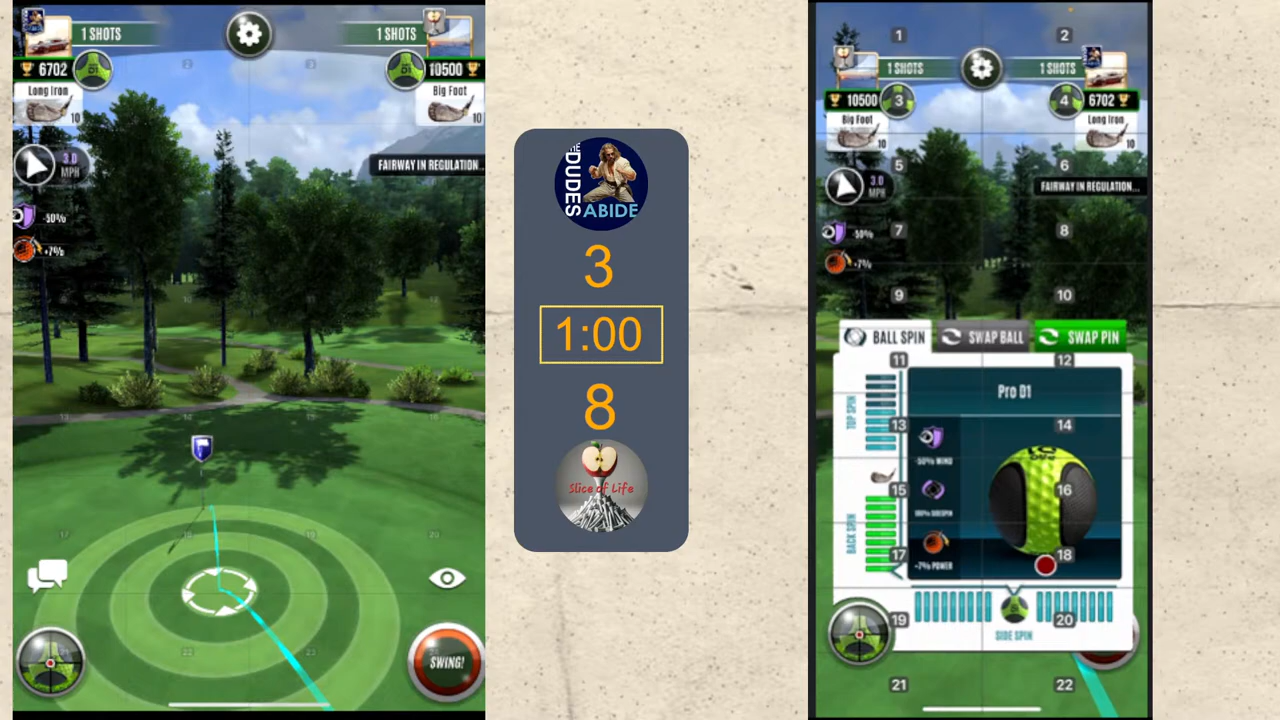 1 SHOTS
1 SHOTS
6702
10500
Long Iron
10
Big Foot
10
3.0
MPH
FAIRWAY IN REGULATION
-50%
+7%
SWING!
THE
DUDES
ABIDE
3
1:00
8
Slice of Life
1
2
1 SHOTS
1 SHOTS
10500
3
4
6702
Big Foot
10
Long Iron
10
5
6
3.0
MPH
FAIRWAY IN REGULATION...
7
8
-50%
+7%
9
10
BALL SPIN
SWAP BALL
SWAP PIN
11
12
Pro D1
TOP SPIN
13
14
-50% WIND
15
16
BACK SPIN
100% SIDESPIN
17
18
+7% POWER
19
20
SIDE SPIN
21
22